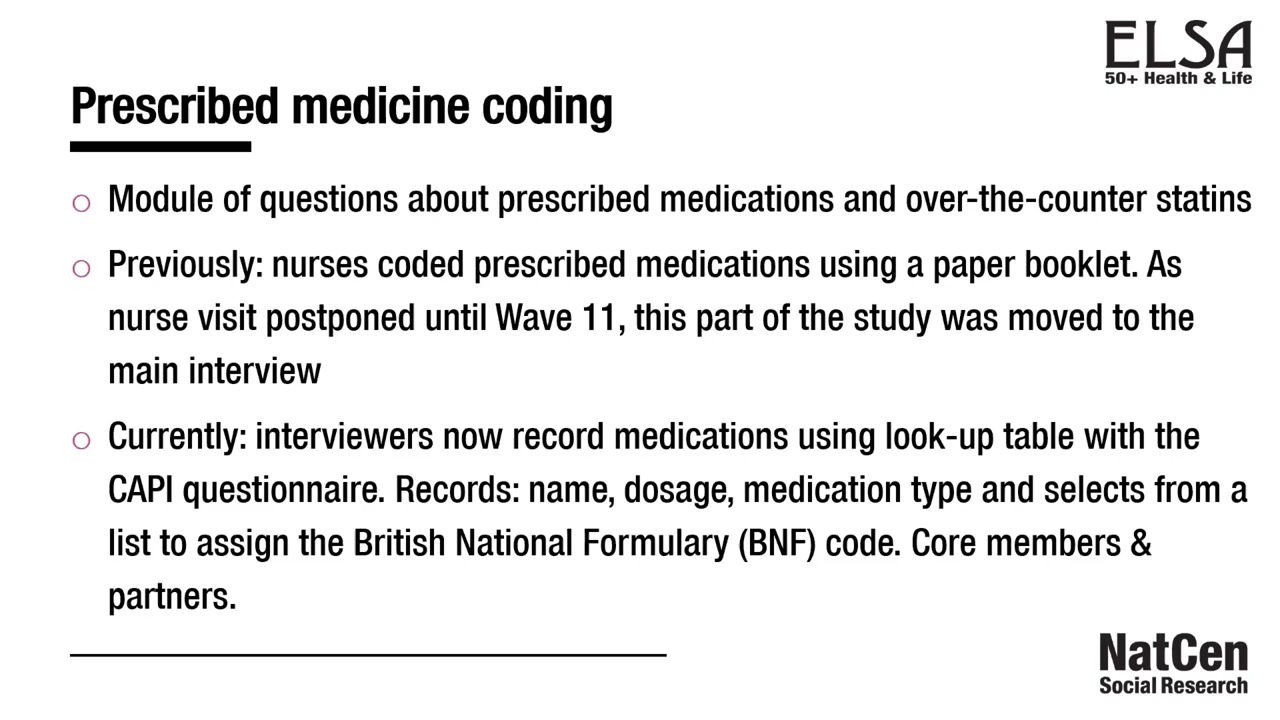 ELSA
50+ Health & Life
Prescribed medicine coding
Module of questions about prescribed medications and over-the-counter statins
Previously: nurses coded prescribed medications using a paper booklet. As
nurse visit postponed until Wave 11, this part of the study was moved to the
main interview
Currently: interviewers now record medications using look-up table with the
CAPI questionnaire. Records: name, dosage, medication type and selects from a
list to assign the British National Formulary (BNF) code. Core members &
partners.
NatCen
Social Research